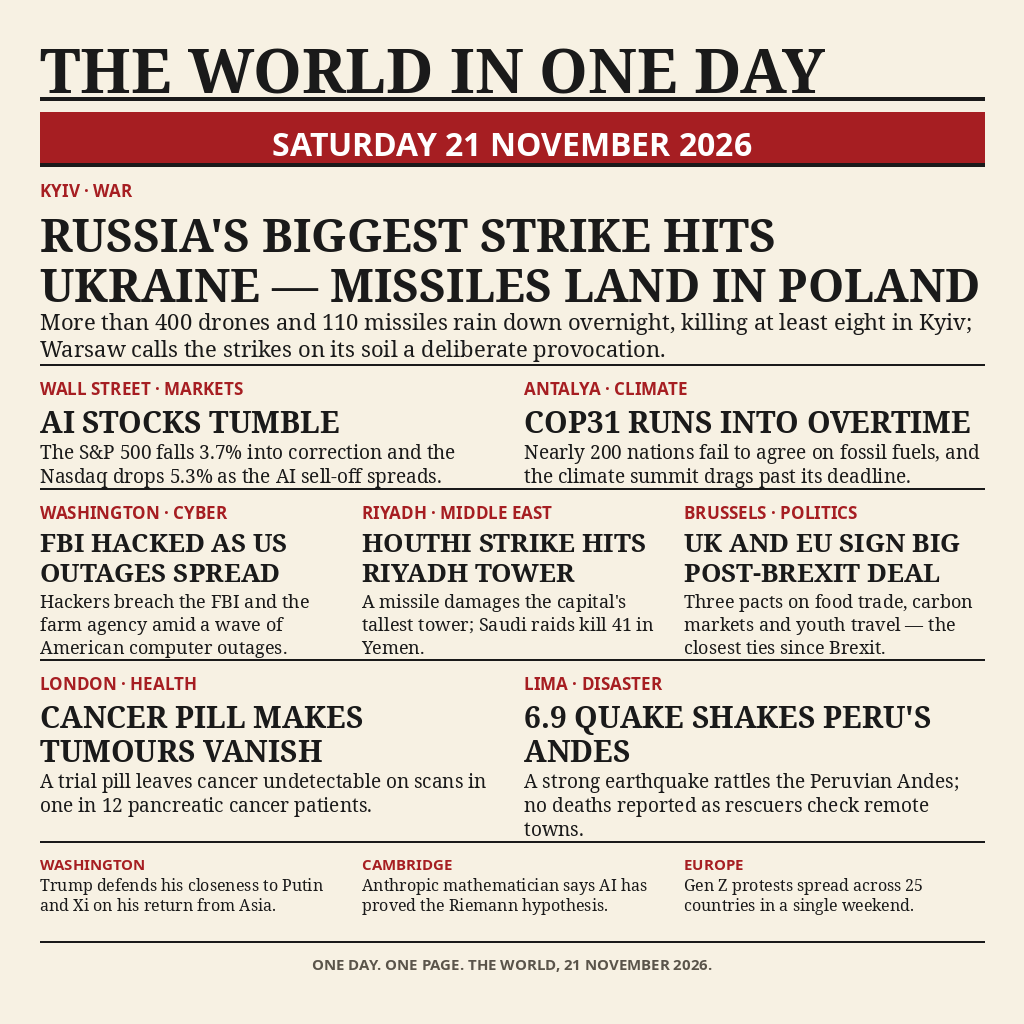 THE WORLD IN ONE DAY
SATURDAY 21 NOVEMBER 2026
KYIV · WAR
RUSSIA'S BIGGEST STRIKE HITS
UKRAINE — MISSILES LAND IN POLAND
More than 400 drones and 110 missiles rain down overnight, killing at least eight in Kyiv;
Warsaw calls the strikes on its soil a deliberate provocation.
WALL STREET · MARKETS
AI STOCKS TUMBLE
The S&P 500 falls 3.7% into correction and the
Nasdaq drops 5.3% as the AI sell-off spreads.
ANTALYA · CLIMATE
COP31 RUNS INTO OVERTIME
Nearly 200 nations fail to agree on fossil fuels, and
the climate summit drags past its deadline.
WASHINGTON · CYBER
FBI HACKED AS US
OUTAGES SPREAD
Hackers breach the FBI and the
farm agency amid a wave of
American computer outages.
RIYADH · MIDDLE EAST
HOUTHI STRIKE HITS
RIYADH TOWER
A missile damages the capital's
tallest tower; Saudi raids kill 41 in
Yemen.
BRUSSELS · POLITICS
UK AND EU SIGN BIG
POST-BREXIT DEAL
Three pacts on food trade, carbon
markets and youth travel — the
closest ties since Brexit.
LONDON · HEALTH
CANCER PILL MAKES
TUMOURS VANISH
A trial pill leaves cancer undetectable on scans in
one in 12 pancreatic cancer patients.
LIMA · DISASTER
6.9 QUAKE SHAKES PERU'S
ANDES
A strong earthquake rattles the Peruvian Andes;
no deaths reported as rescuers check remote
towns.
WASHINGTON
Trump defends his closeness to Putin
and Xi on his return from Asia.
CAMBRIDGE
Anthropic mathematician says AI has
proved the Riemann hypothesis.
EUROPE
Gen Z protests spread across 25
countries in a single weekend.
ONE DAY. ONE PAGE. THE WORLD, 21 NOVEMBER 2026.